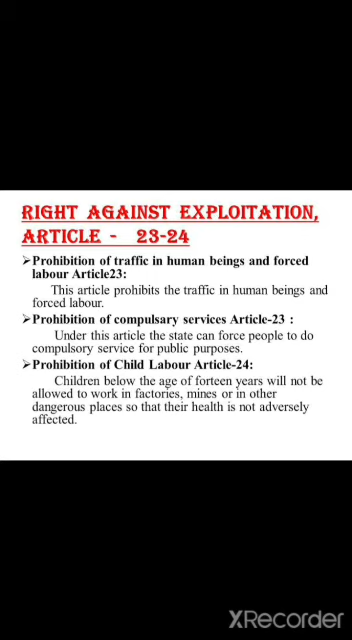 RIGHT AGAINST EXPLOITATION,
ARTICLE - 23-24
➢Prohibition of traffic in human beings and forced
labour Article23:
This article prohibits the traffic in human beings and
forced labour.
➢Prohibition of compulsary services Article-23 :
Under this article the state can force people to do
compulsory service for public purposes.
➢Prohibition of Child Labour Article-24:
Children below the age of forteen years will not be
allowed to work in factories, mines or in other
dangerous places so that their health is not adversely
affected.
XRecorder